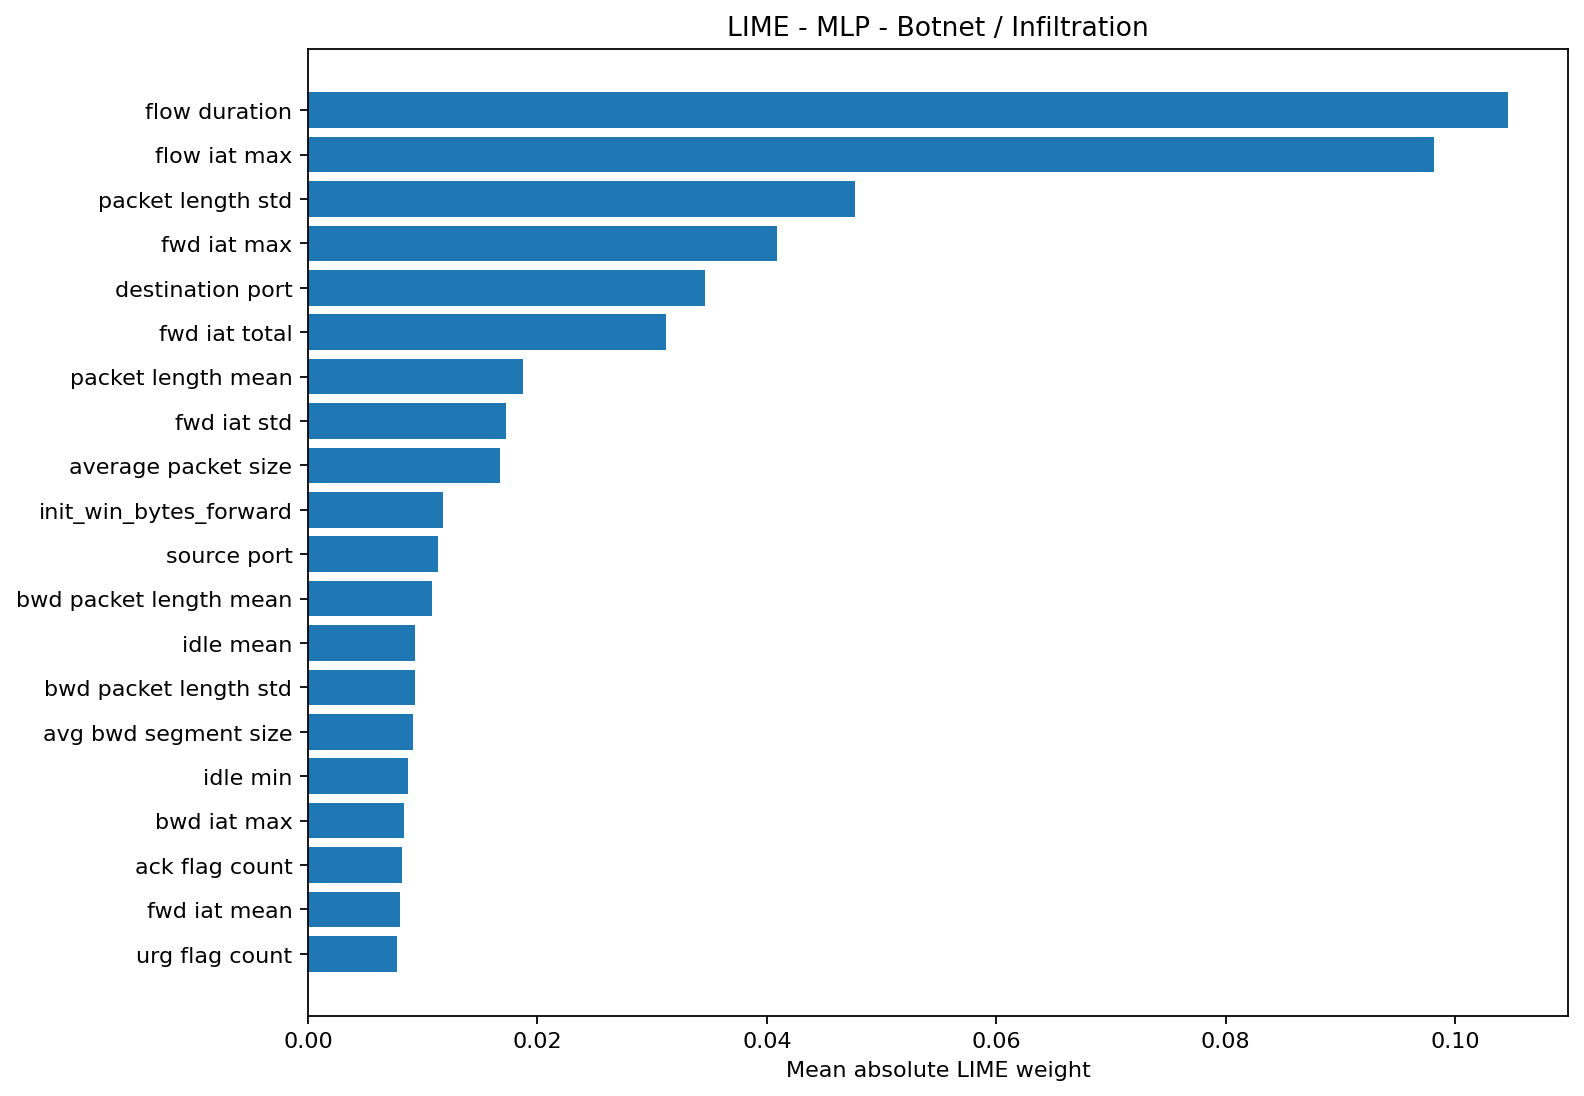 LIME - MLP - Botnet / Infiltration
flow duration
flow iat max
packet length std
fwd iat max
destination port
fwd iat total
packet length mean
fwd iat std
average packet size
init_win_bytes_forward
source port
bwd packet length mean
idle mean
bwd packet length std
avg bwd segment size
idle min
bwd iat max
ack flag count
fwd iat mean
urg flag count
0.00 0.02 0.04 0.06 0.08 0.10
Mean absolute LIME weight